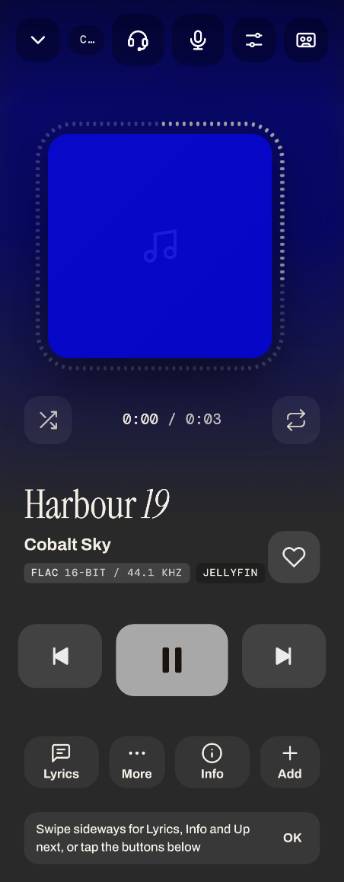 C…
0:00 / 0:03
Harbour 19
Cobalt Sky
FLAC 16-BIT / 44.1 KHZ JELLYFIN
Lyrics More Info Add
Swipe sideways for Lyrics, Info and Up
next, or tap the buttons below
OK